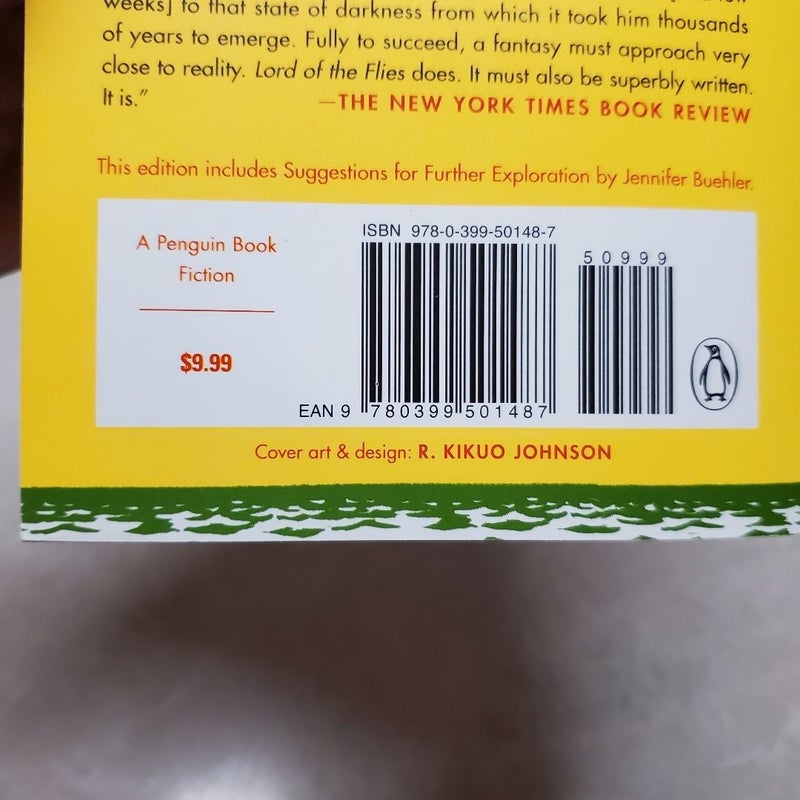 weeks] to that state of darkness from which it took him thousands
of years to emerge. Fully to succeed, a fantasy must approach very
close to reality. Lord of the Flies does. It must also be superbly written.
It is.” —THE NEW YORK TIMES BOOK REVIEW
This edition includes Suggestions for Further Exploration by Jennifer Buehler.
A Penguin Book
Fiction
$9.99
ISBN 978-0-399-50148-7
50999
EAN 9 780399 501487
Cover art & design: R. KIKUO JOHNSON